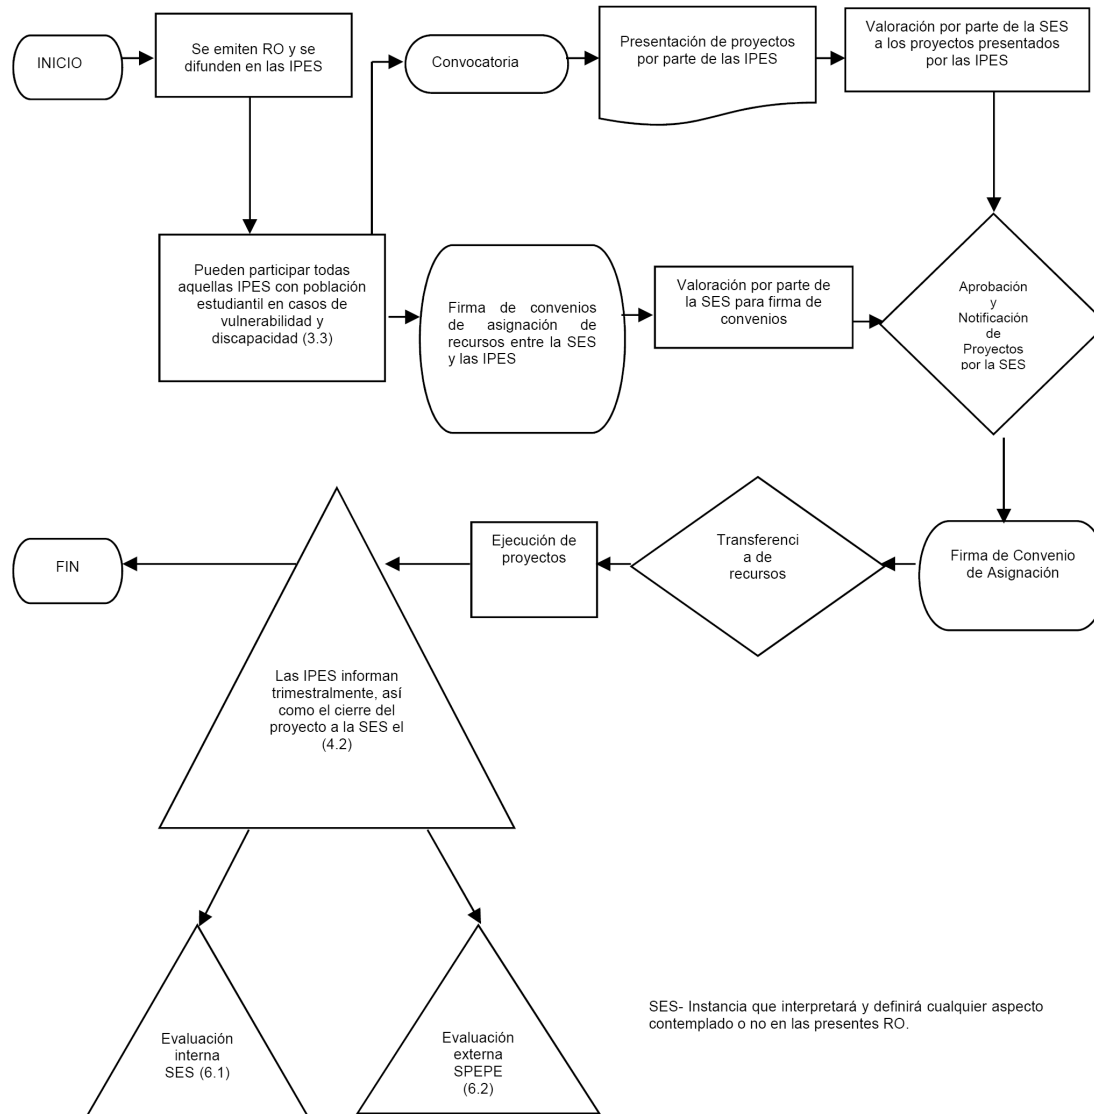 INICIO
Se emiten RO y se
difunden en las IPES
Convocatoria
Presentación de proyectos
por parte de las IPES
Valoración por parte de la SES
a los proyectos presentados
por las IPES
Pueden participar todas
aquellas IPES con población
estudiantil en casos de
vulnerabilidad y
discapacidad (3.3)
Firma de convenios
de asignación de
recursos entre la SES
y las IPES
Valoración por parte de
la SES para firma de
convenios
Aprobación
y
Notificación
de
Proyectos
por la SES
Firma de Convenio
de Asignación
Transferenci
a de
recursos
Ejecución de
proyectos
FIN
Las IPES informan
trimestralmente, así
como el cierre del
proyecto a la SES el
(4.2)
Evaluación
interna
SES (6.1)
Evaluación
externa
SPEPE
(6.2)
SES- Instancia que interpretará y definirá cualquier aspecto
contemplado o no en las presentes RO.